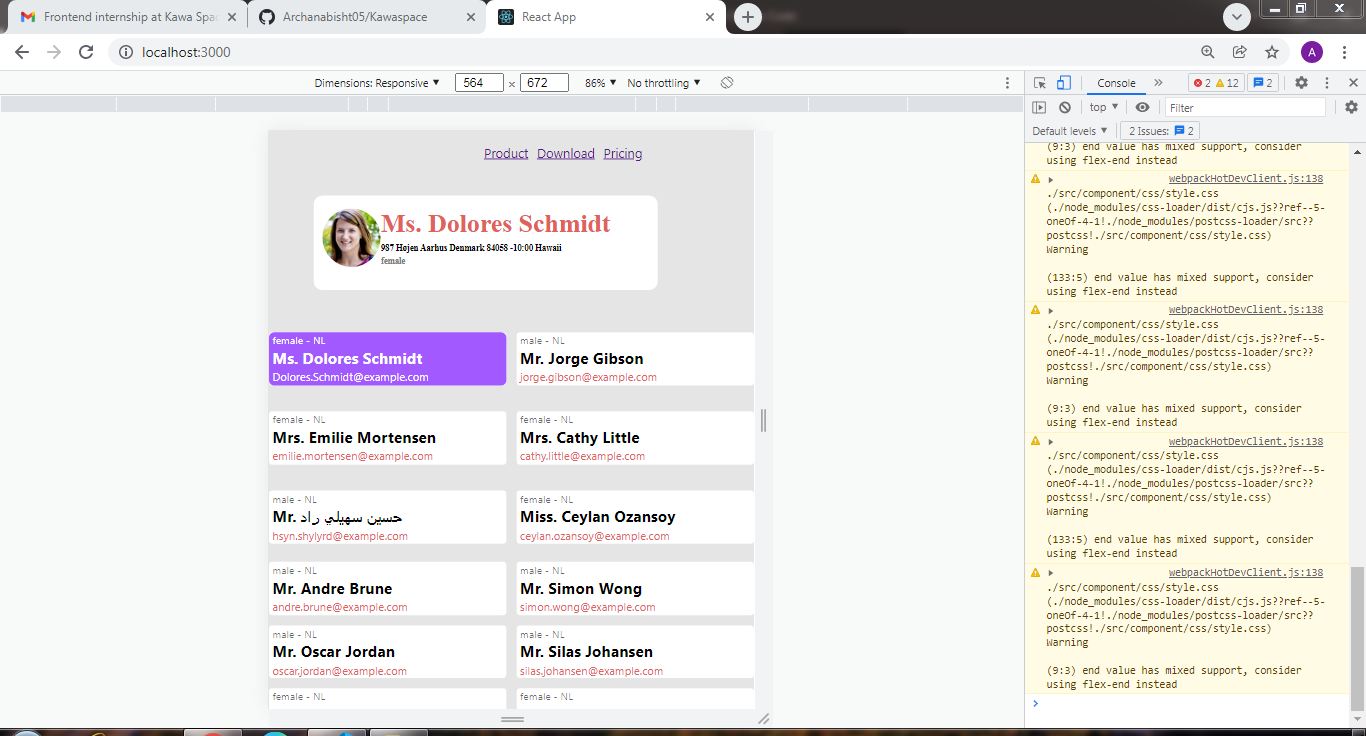 Frontend internship at Kawa Spac
Archanabisht05/Kawaspace
React App
localhost:3000
A
Dimensions: Responsive 564 × 672 86% No throttling
Console
2 12 2
top
Filter
Default levels
2 Issues: 2
Product Download Pricing
Ms. Dolores Schmidt
987 Højen Aarhus Denmark 84058 -10:00 Hawaii
female
female - NL
Ms. Dolores Schmidt
Dolores.Schmidt@example.com
male - NL
Mr. Jorge Gibson
jorge.gibson@example.com
female - NL
Mrs. Emilie Mortensen
emilie.mortensen@example.com
female - NL
Mrs. Cathy Little
cathy.little@example.com
male - NL
Mr. حسين سهيلي راد
hsyn.shylyrd@example.com
female - NL
Miss. Ceylan Ozansoy
ceylan.ozansoy@example.com
male - NL
Mr. Andre Brune
andre.brune@example.com
male - NL
Mr. Simon Wong
simon.wong@example.com
male - NL
Mr. Oscar Jordan
oscar.jordan@example.com
male - NL
Mr. Silas Johansen
silas.johansen@example.com
female - NL
female - NL
(9:3) end value has mixed support, consider
using flex-end instead
webpackHotDevClient.js:138
./src/component/css/style.css
(./node_modules/css-loader/dist/cjs.js??ref--5-
oneOf-4-1!./node_modules/postcss-loader/src??
postcss!./src/component/css/style.css)
Warning
(133:5) end value has mixed support, consider
using flex-end instead
webpackHotDevClient.js:138
./src/component/css/style.css
(./node_modules/css-loader/dist/cjs.js??ref--5-
oneOf-4-1!./node_modules/postcss-loader/src??
postcss!./src/component/css/style.css)
Warning
(9:3) end value has mixed support, consider
using flex-end instead
webpackHotDevClient.js:138
./src/component/css/style.css
(./node_modules/css-loader/dist/cjs.js??ref--5-
oneOf-4-1!./node_modules/postcss-loader/src??
postcss!./src/component/css/style.css)
Warning
(133:5) end value has mixed support, consider
using flex-end instead
webpackHotDevClient.js:138
./src/component/css/style.css
(./node_modules/css-loader/dist/cjs.js??ref--5-
oneOf-4-1!./node_modules/postcss-loader/src??
postcss!./src/component/css/style.css)
Warning
(9:3) end value has mixed support, consider
using flex-end instead